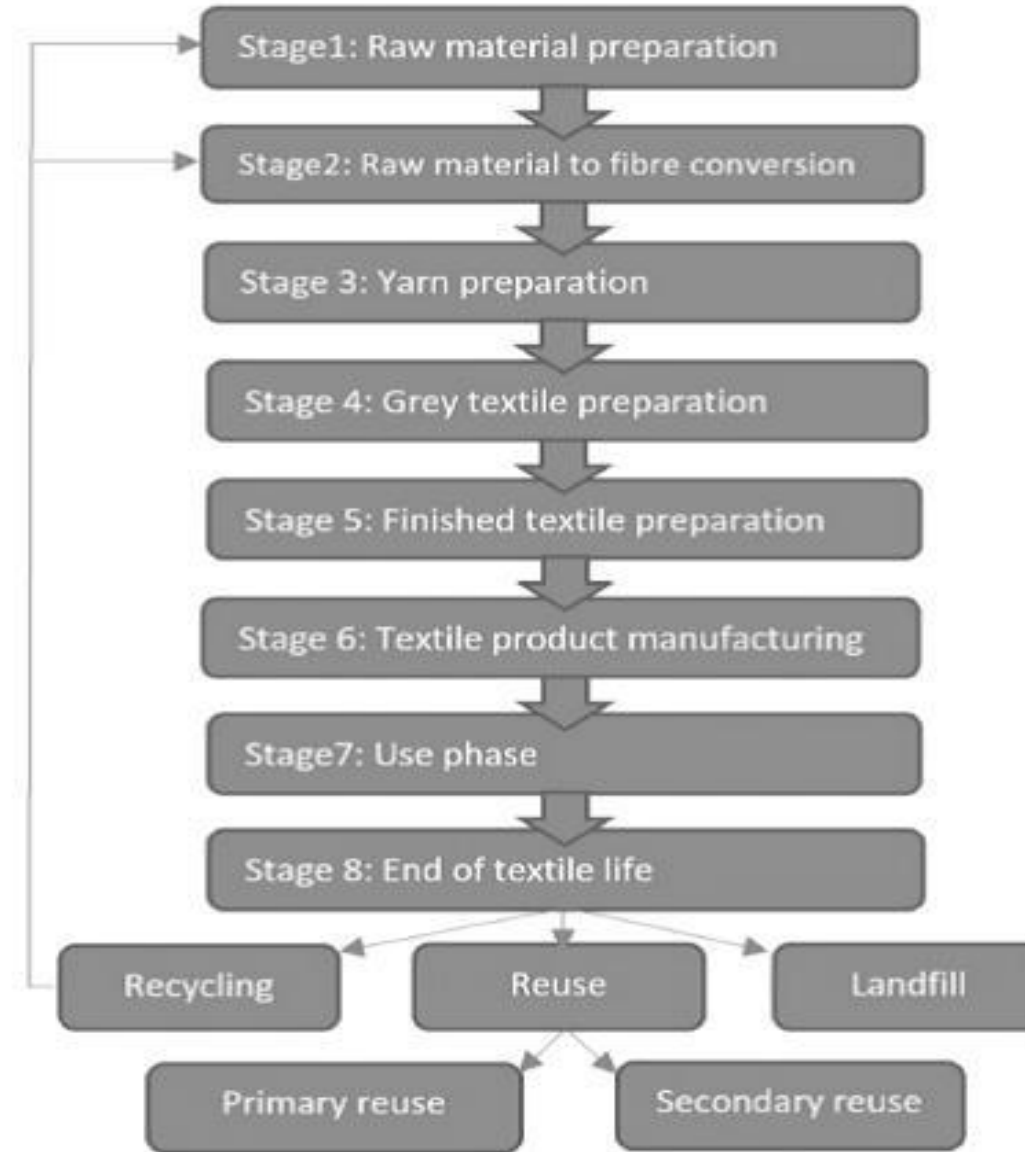 Stage1: Raw material preparation
Stage2: Raw material to fibre conversion
Stage 3: Yarn preparation
Stage 4: Grey textile preparation
Stage 5: Finished textile preparation
Stage 6: Textile product manufacturing
Stage7: Use phase
Stage 8: End of textile life
Recycling
Reuse
Landfill
Primary reuse
Secondary reuse